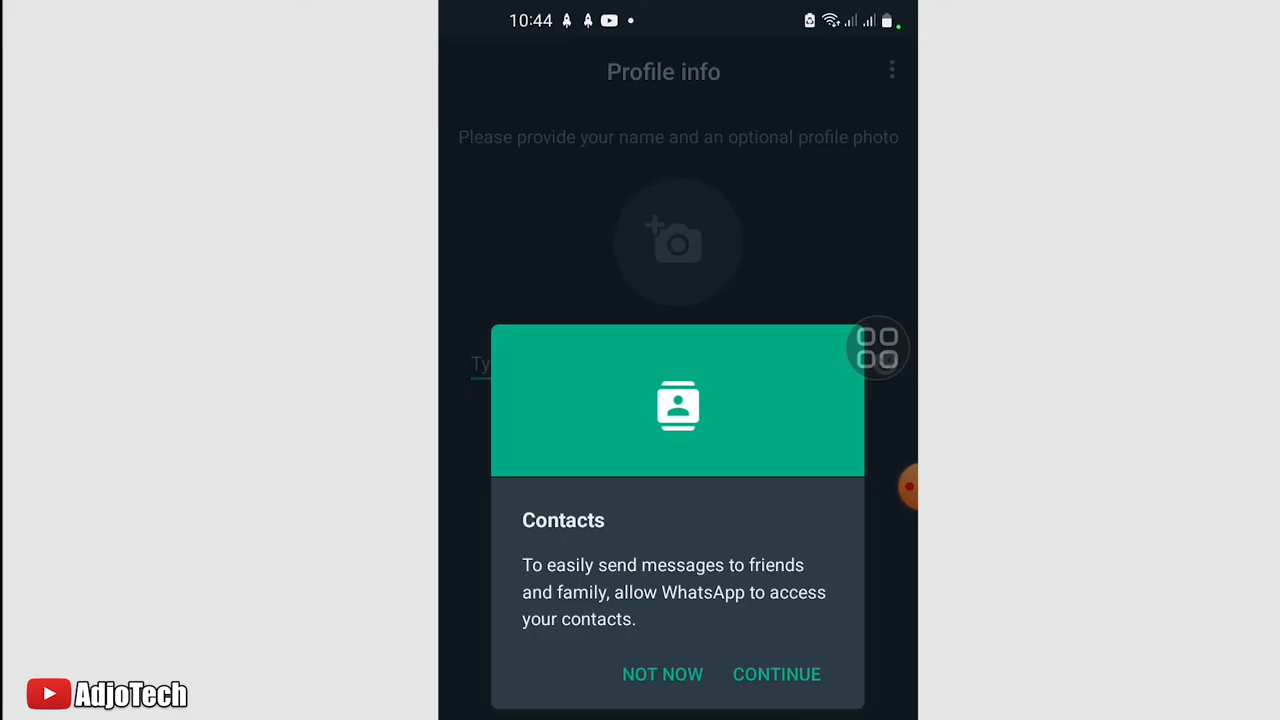 10:44
Profile info
Please provide your name and an optional profile photo
Ty
Contacts
To easily send messages to friends
and family, allow WhatsApp to access
your contacts.
NOT NOW CONTINUE
AdjoTech